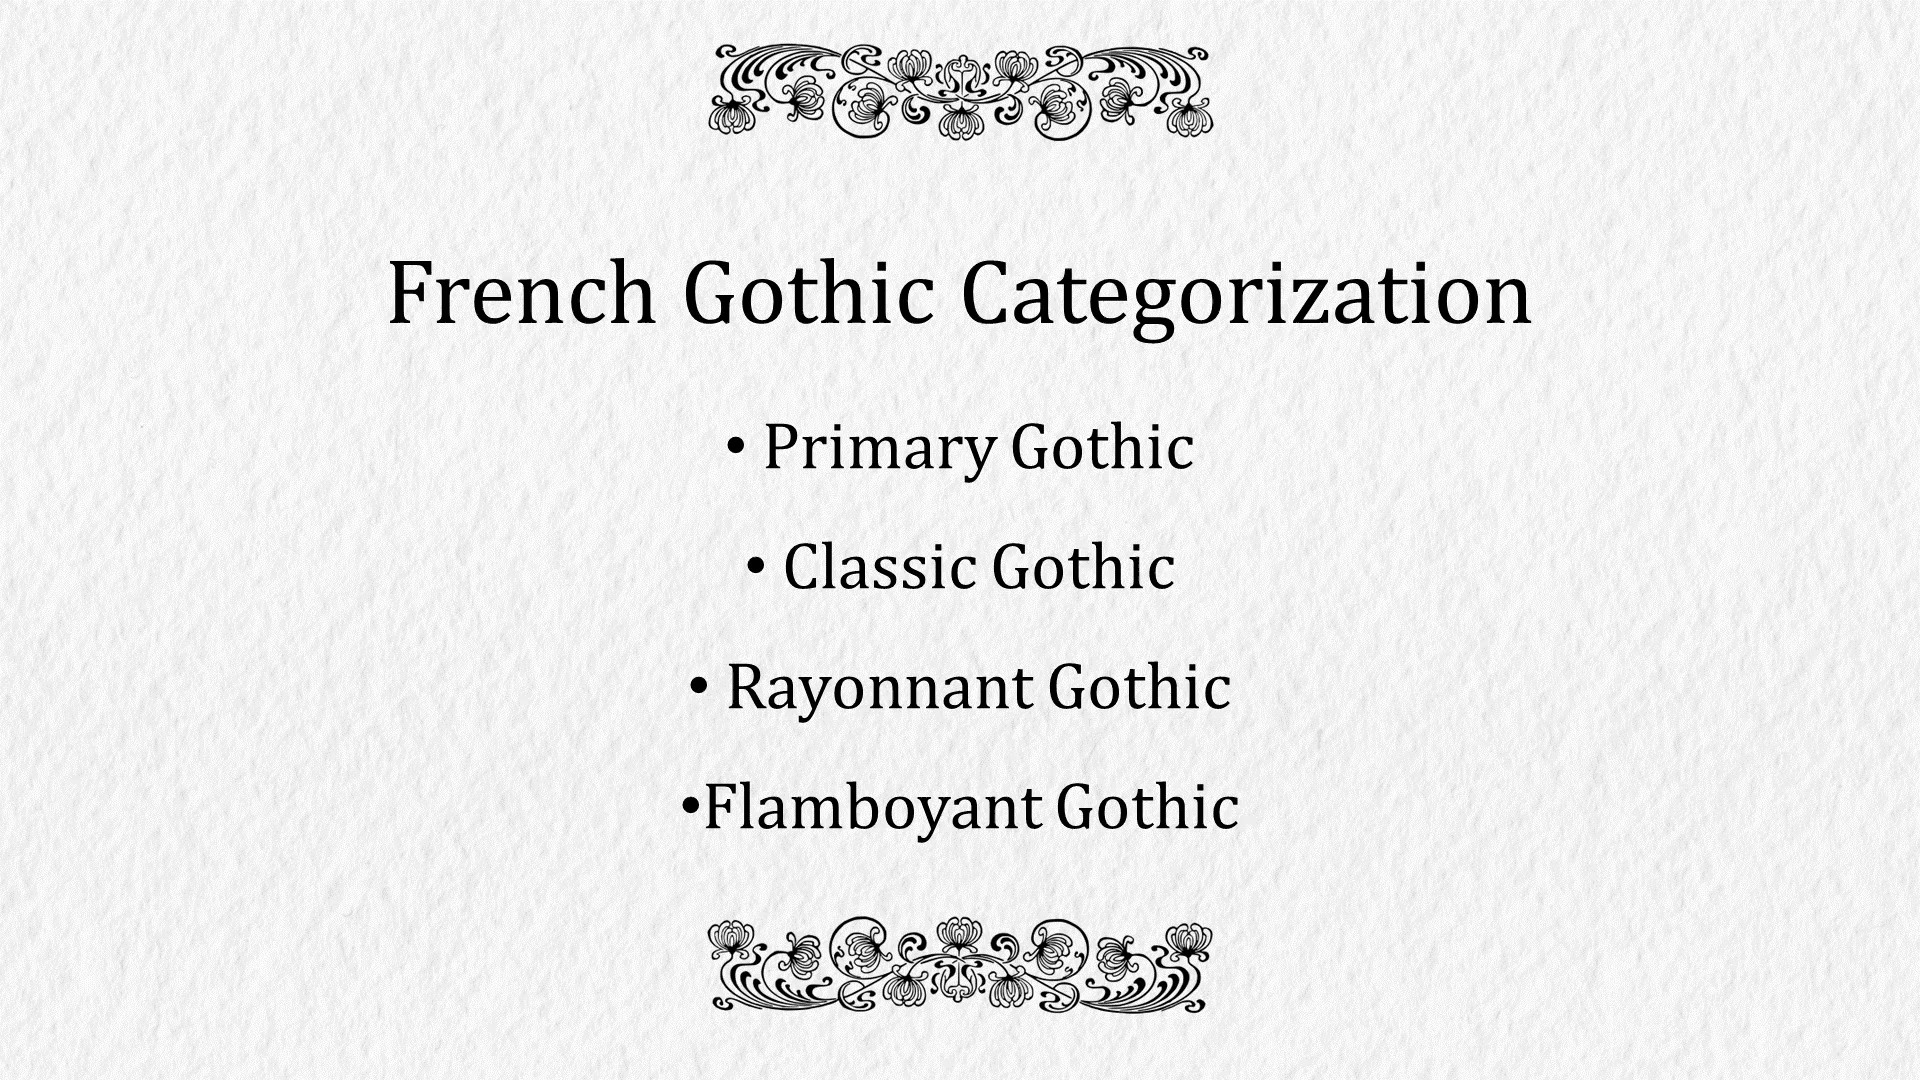 French Gothic Categorization
• Primary Gothic
• Classic Gothic
• Rayonnant Gothic
•Flamboyant Gothic